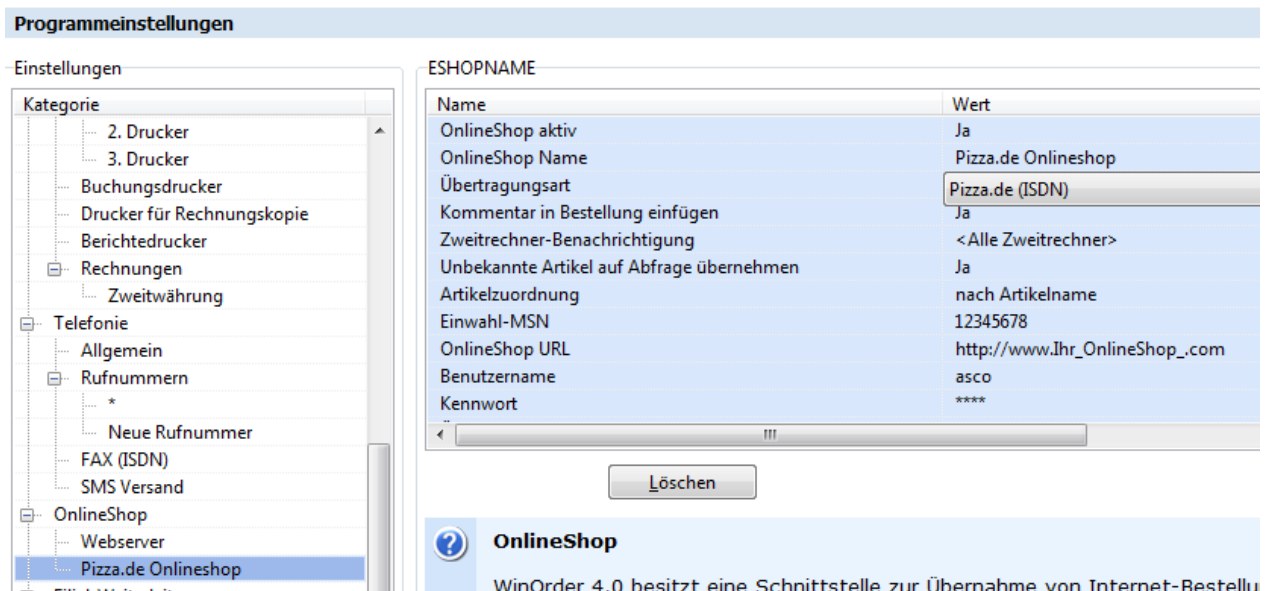 Programmeinstellungen
Einstellungen
Kategorie
2. Drucker
3. Drucker
Buchungsdrucker
Drucker für Rechnungskopie
Berichtedrucker
Rechnungen
Zweitwährung
Telefonie
Allgemein
Rufnummern
*
Neue Rufnummer
FAX (ISDN)
SMS Versand
OnlineShop
Webserver
Pizza.de Onlineshop
ESHOPNAME
Name Wert
OnlineShop aktiv Ja
OnlineShop Name Pizza.de Onlineshop
Übertragungsart Pizza.de (ISDN)
Kommentar in Bestellung einfügen Ja
Zweitrechner-Benachrichtigung <Alle Zweitrechner>
Unbekannte Artikel auf Abfrage übernehmen Ja
Artikelzuordnung nach Artikelname
Einwahl-MSN 12345678
OnlineShop URL http://www.Ihr_OnlineShop_.com
Benutzername asco
Kennwort ****
Löschen
OnlineShop
WinOrder 4.0 besitzt eine Schnittstelle zur Übernahme von Internet-Bestellu